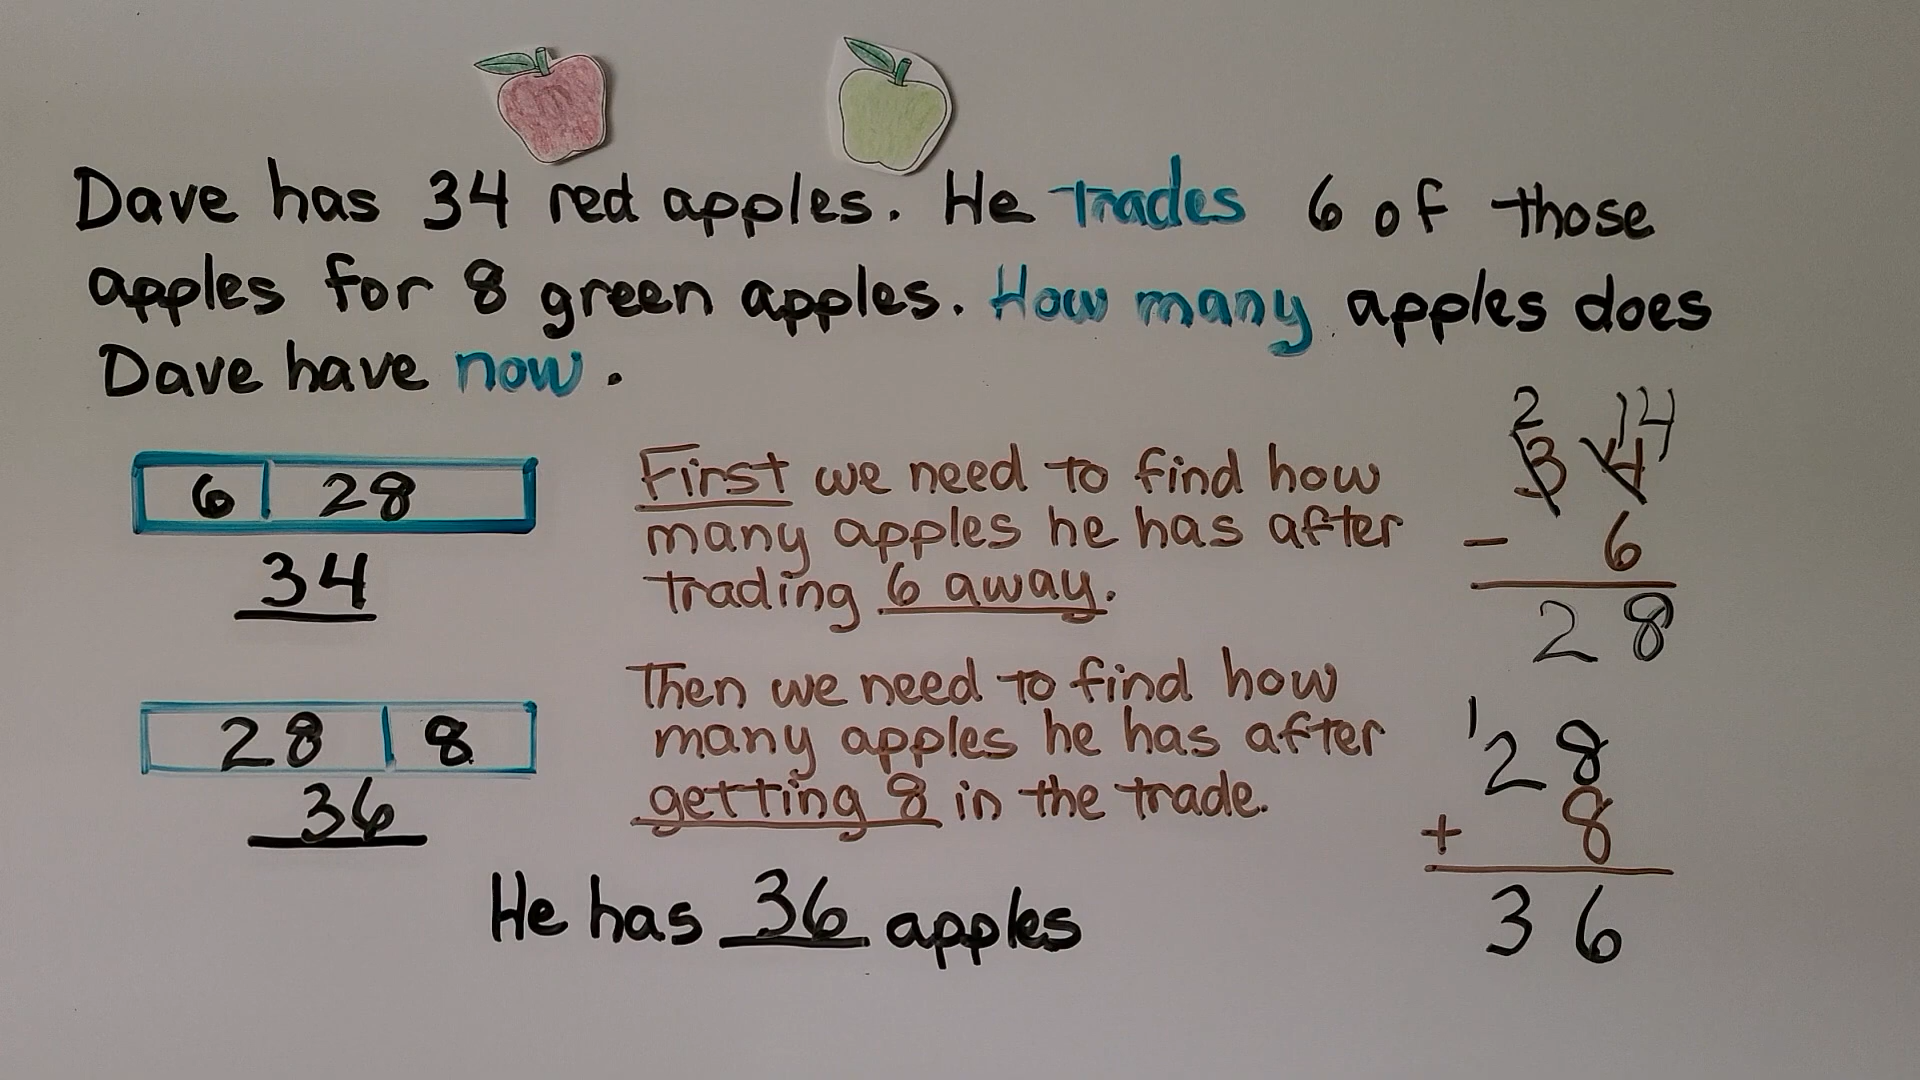 Dave has 34 red apples. He trades 6 of those
apples for 8 green apples. How many apples does
Dave have now.
6 28
34
First we need to find how
many apples he has after
trading 6 away.
2 14
3 4
- 6
28
28 8
36
Then we need to find how
many apples he has after
getting 8 in the trade.
1
28
+ 8
36
He has 36 apples